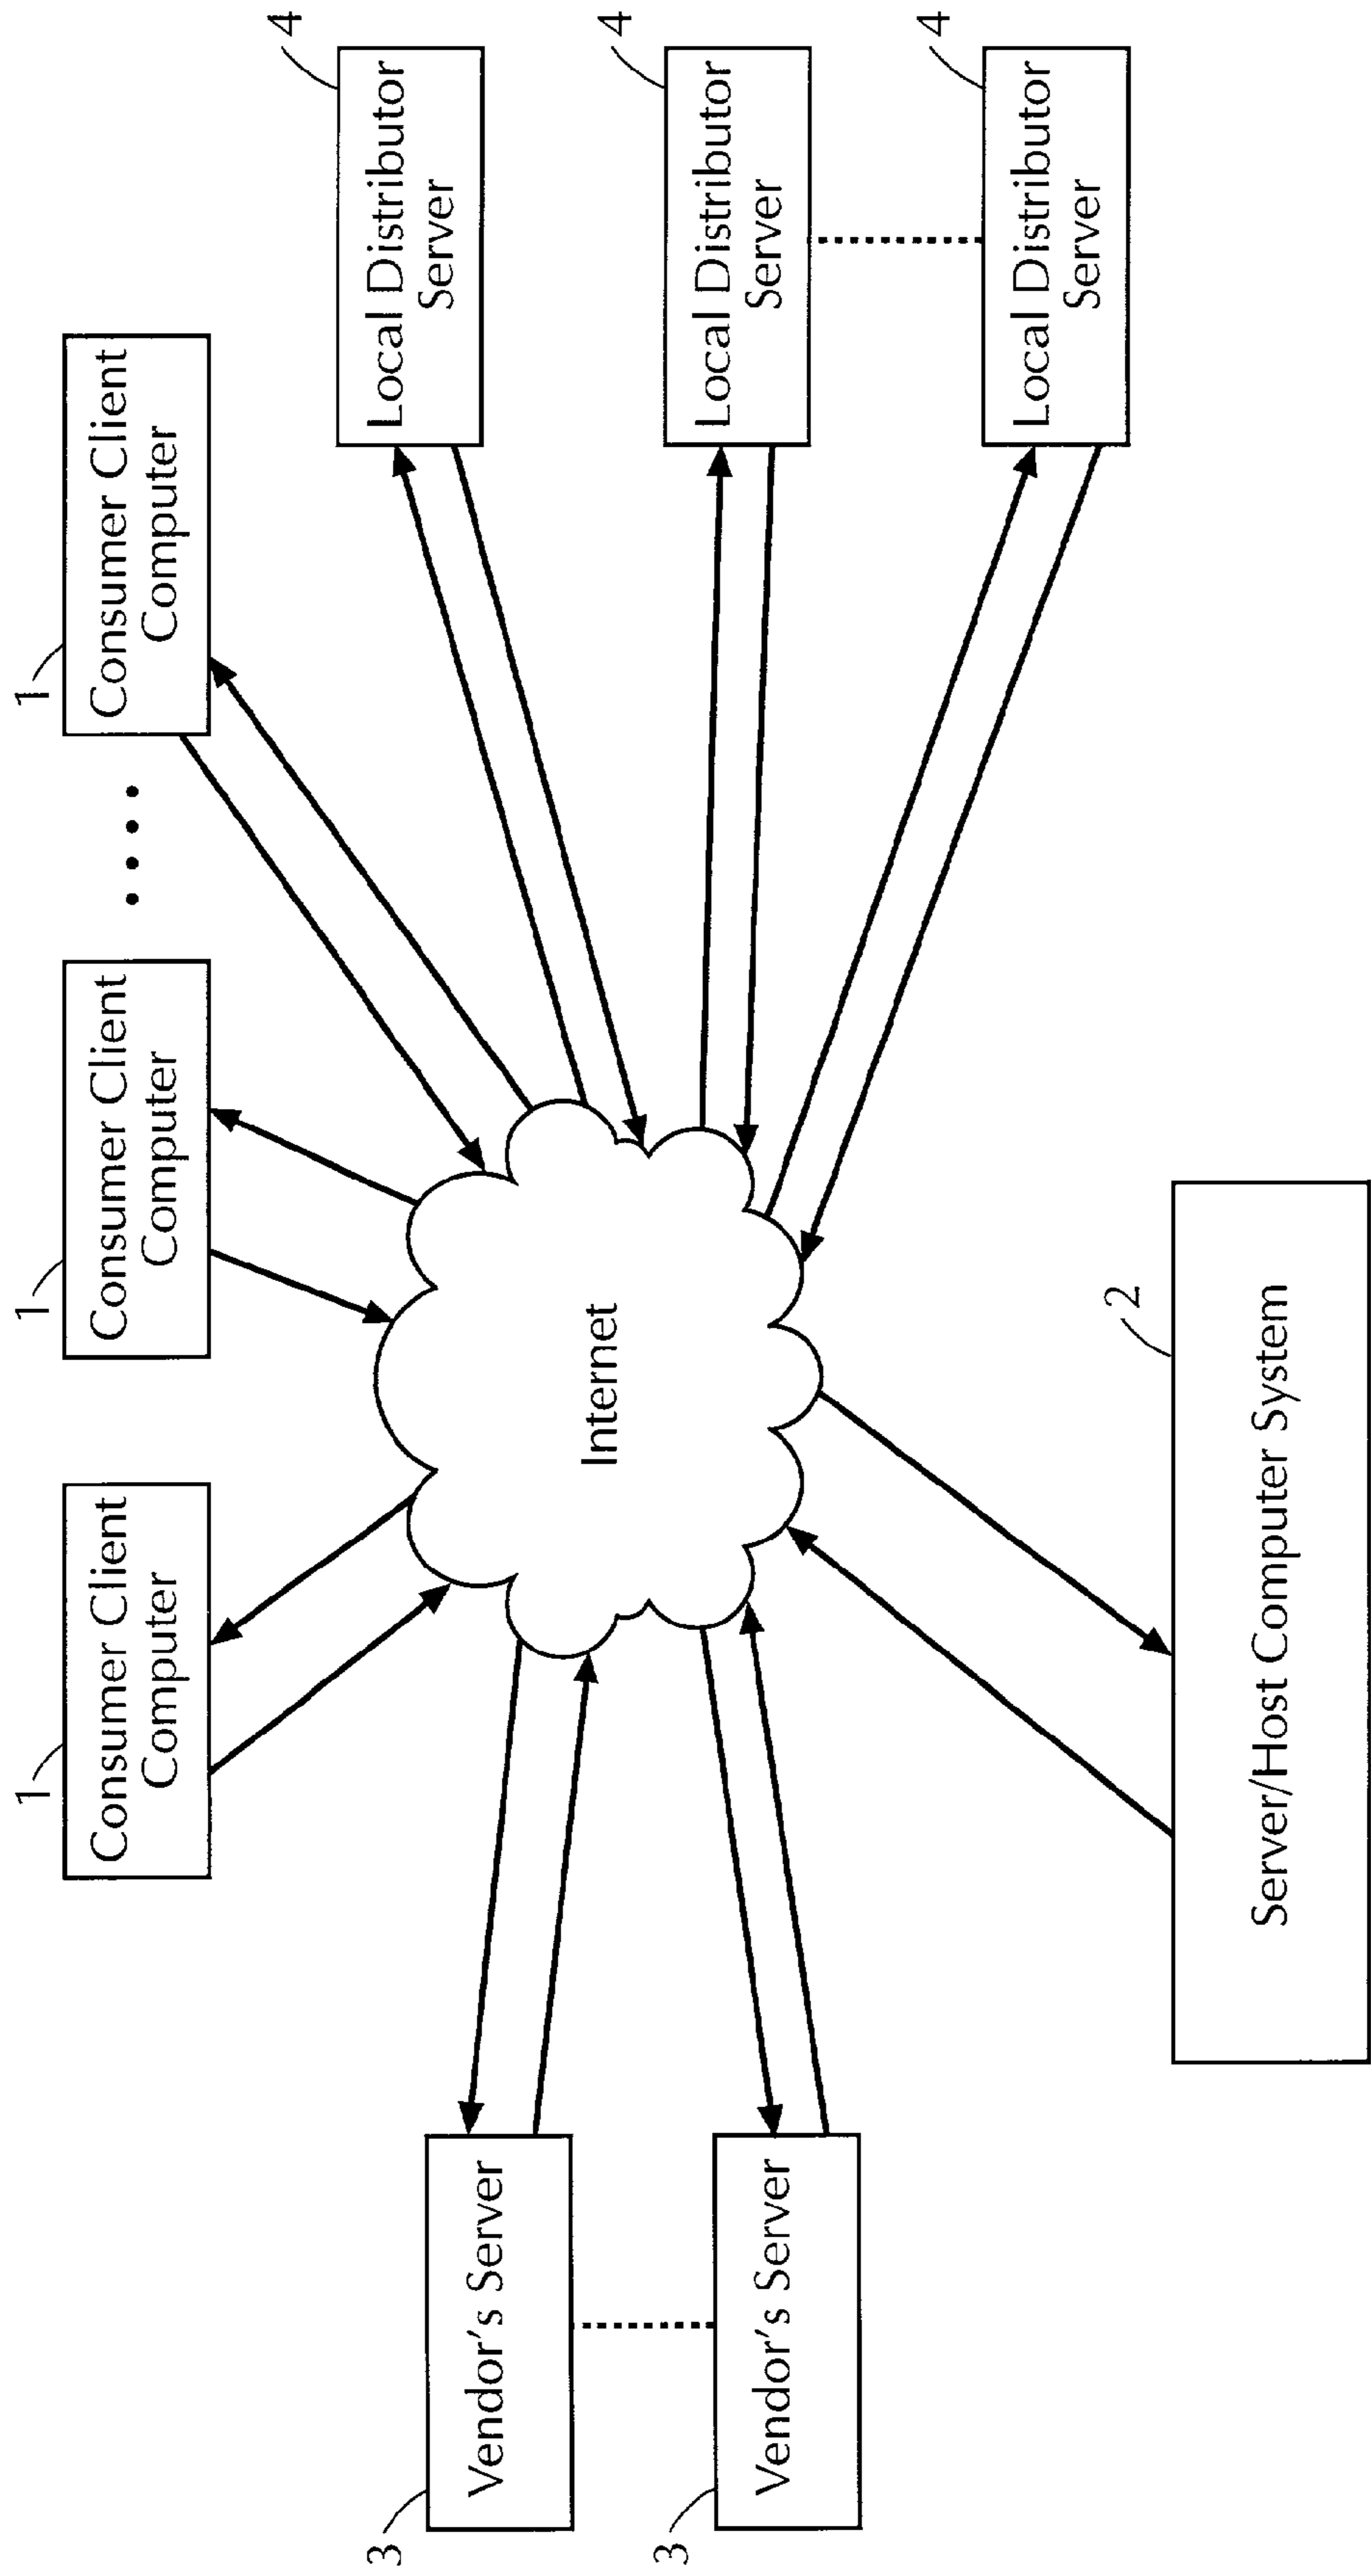 1
Consumer Client
Computer
1
Consumer Client
Computer
1
Consumer Client
Computer
4
Local Distributor
Server
3
Vendor's Server
Internet
4
Local Distributor
Server
3
Vendor's Server
4
Local Distributor
Server
2
Server/Host Computer System